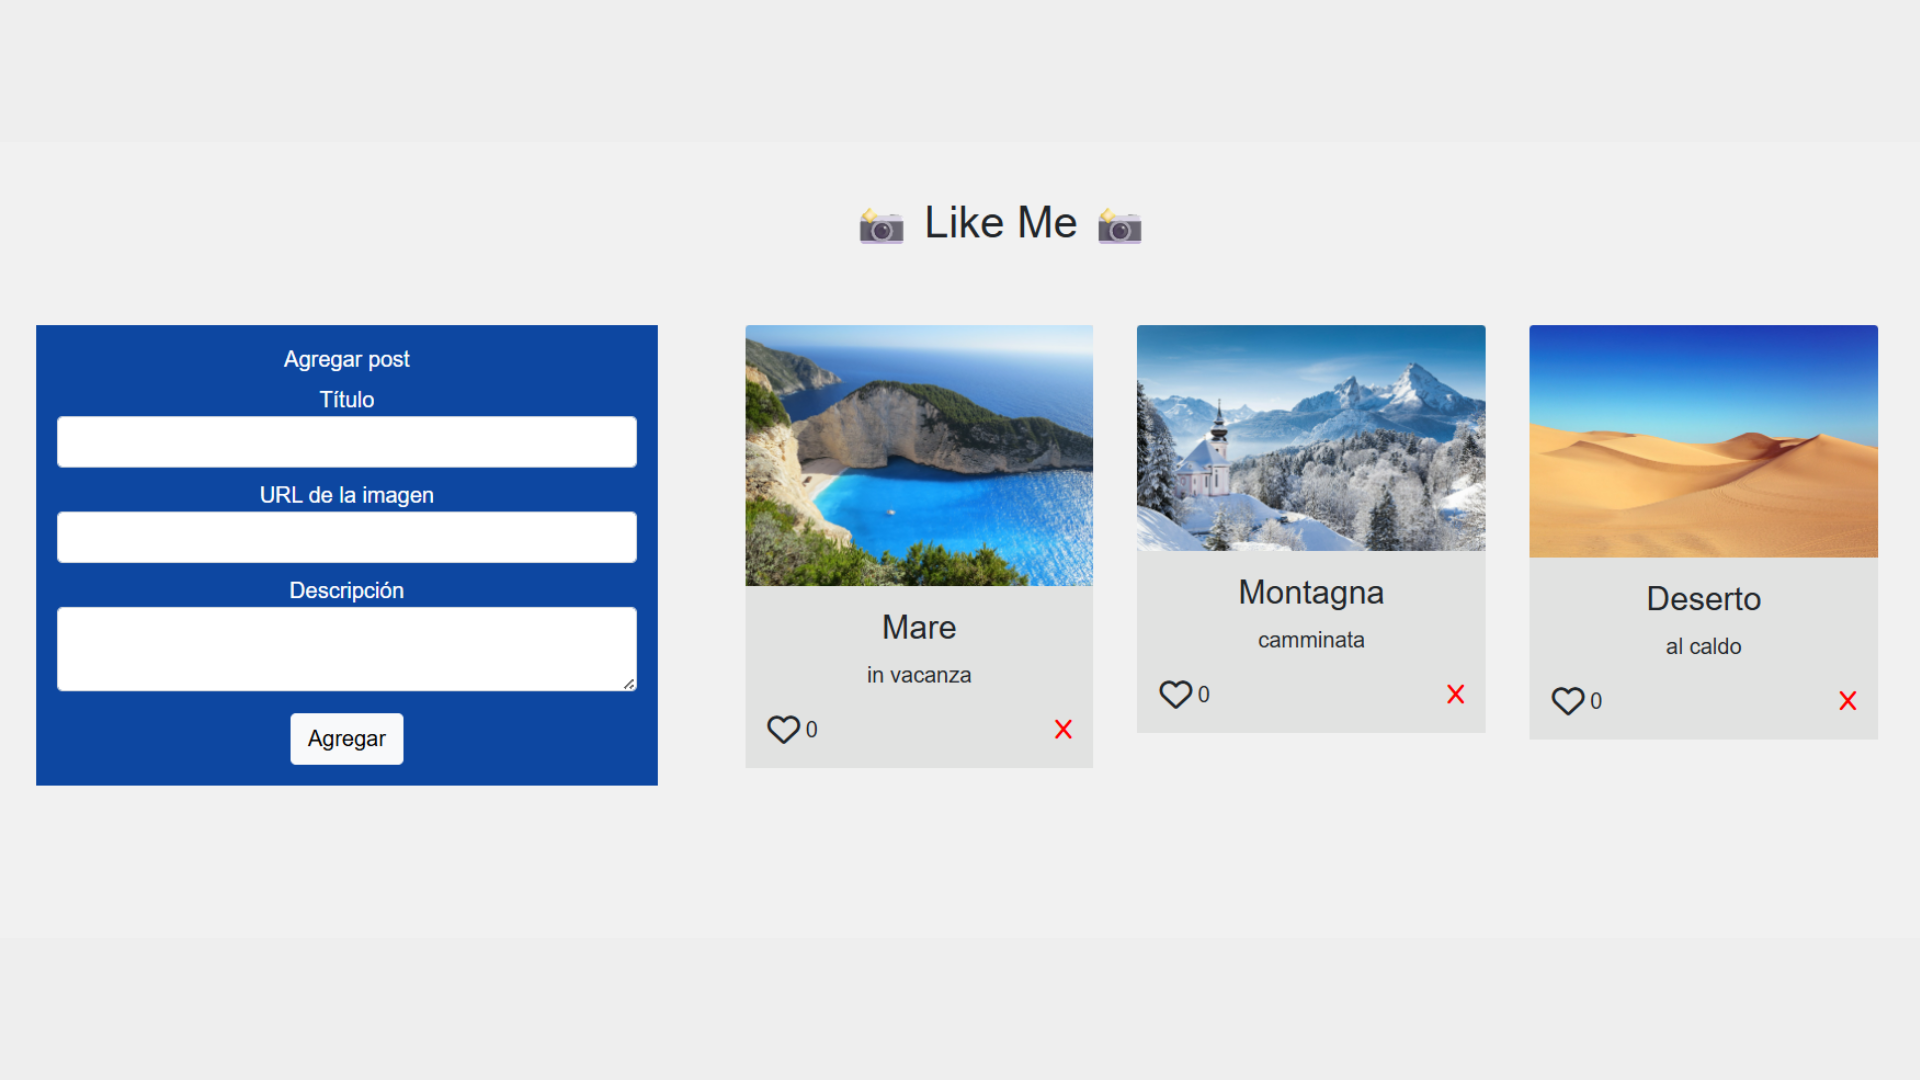 📸 Like Me 📸
Agregar post
Título
URL de la imagen
Descripción
Agregar
Mare
in vacanza
0
Montagna
camminata
0
Deserto
al caldo
0